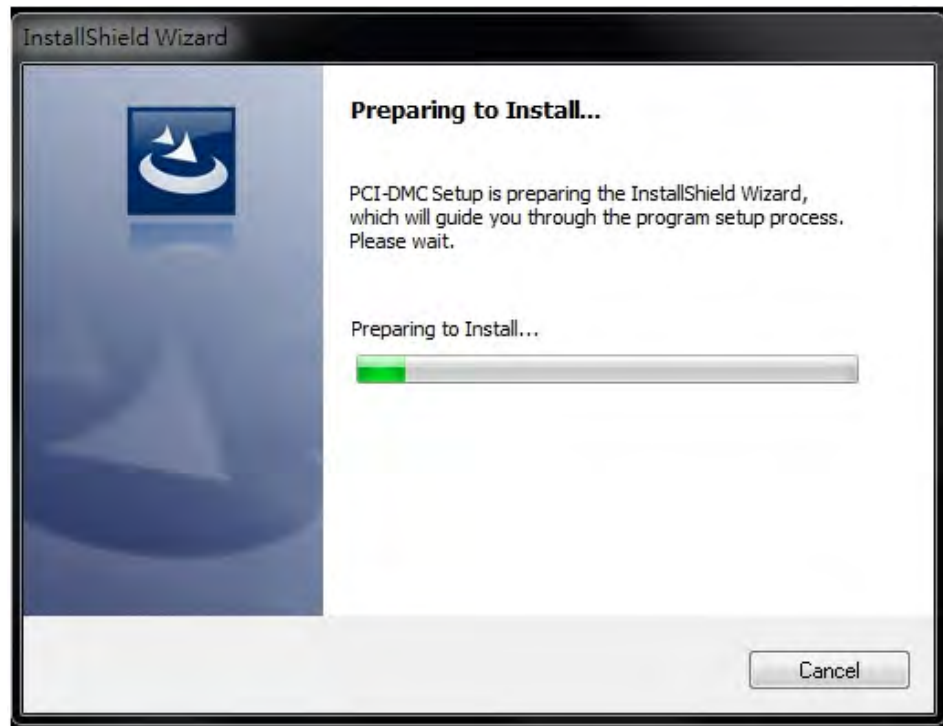 InstallShield Wizard
Preparing to Install...
PCI-DMC Setup is preparing the InstallShield Wizard,
which will guide you through the program setup process.
Please wait.
Preparing to Install...
Cancel